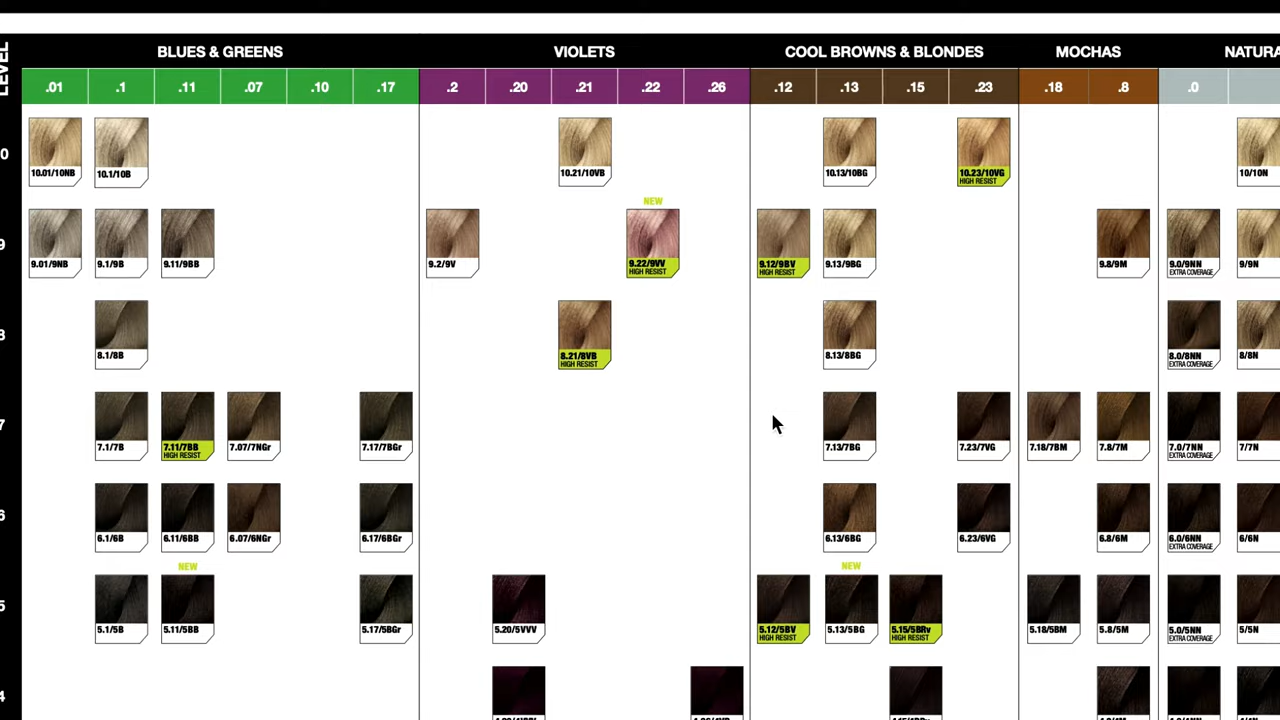 LEVEL
BLUES & GREENS VIOLETS COOL BROWNS & BLONDES MOCHAS NATURA
.01 .1 .11 .07 .10 .17 .2 .20 .21 .22 .26 .12 .13 .15 .23 .18 .8 .0
0 10.01/10NB 10.1/10B 10.21/10VB 10.13/10BG 10.23/10VG 10/10N
HIGH RESIST
NEW
9 9.01/9NB 9.1/9B 9.11/9BB 9.2/9V 9.22/9VV 9.12/9BV 9.13/9BG 9.8/9M 9.0/9NN 9/9N
HIGH RESIST HIGH RESIST EXTRA COVERAGE
8 8.1/8B 8.21/8VB 8.13/8BG 8.0/8NN 8/8N
HIGH RESIST EXTRA COVERAGE
7 7.1/7B 7.11/7BB 7.07/7NGr 7.17/7BGr 7.13/7BG 7.23/7VG 7.18/7BM 7.8/7M 7.0/7NN 7/7N
HIGH RESIST EXTRA COVERAGE
6 6.1/6B 6.11/6BB 6.07/6NGr 6.17/6BGr 6.13/6BG 6.23/6VG 6.8/6M 6.0/6NN 6/6N
EXTRA COVERAGE
NEW NEW
5 5.1/5B 5.11/5BB 5.17/5BGr 5.20/5VVV 5.12/5BV 5.13/5BG 5.15/5BRv 5.18/5BM 5.8/5M 5.0/5NN 5/5N
HIGH RESIST HIGH RESIST EXTRA COVERAGE
4